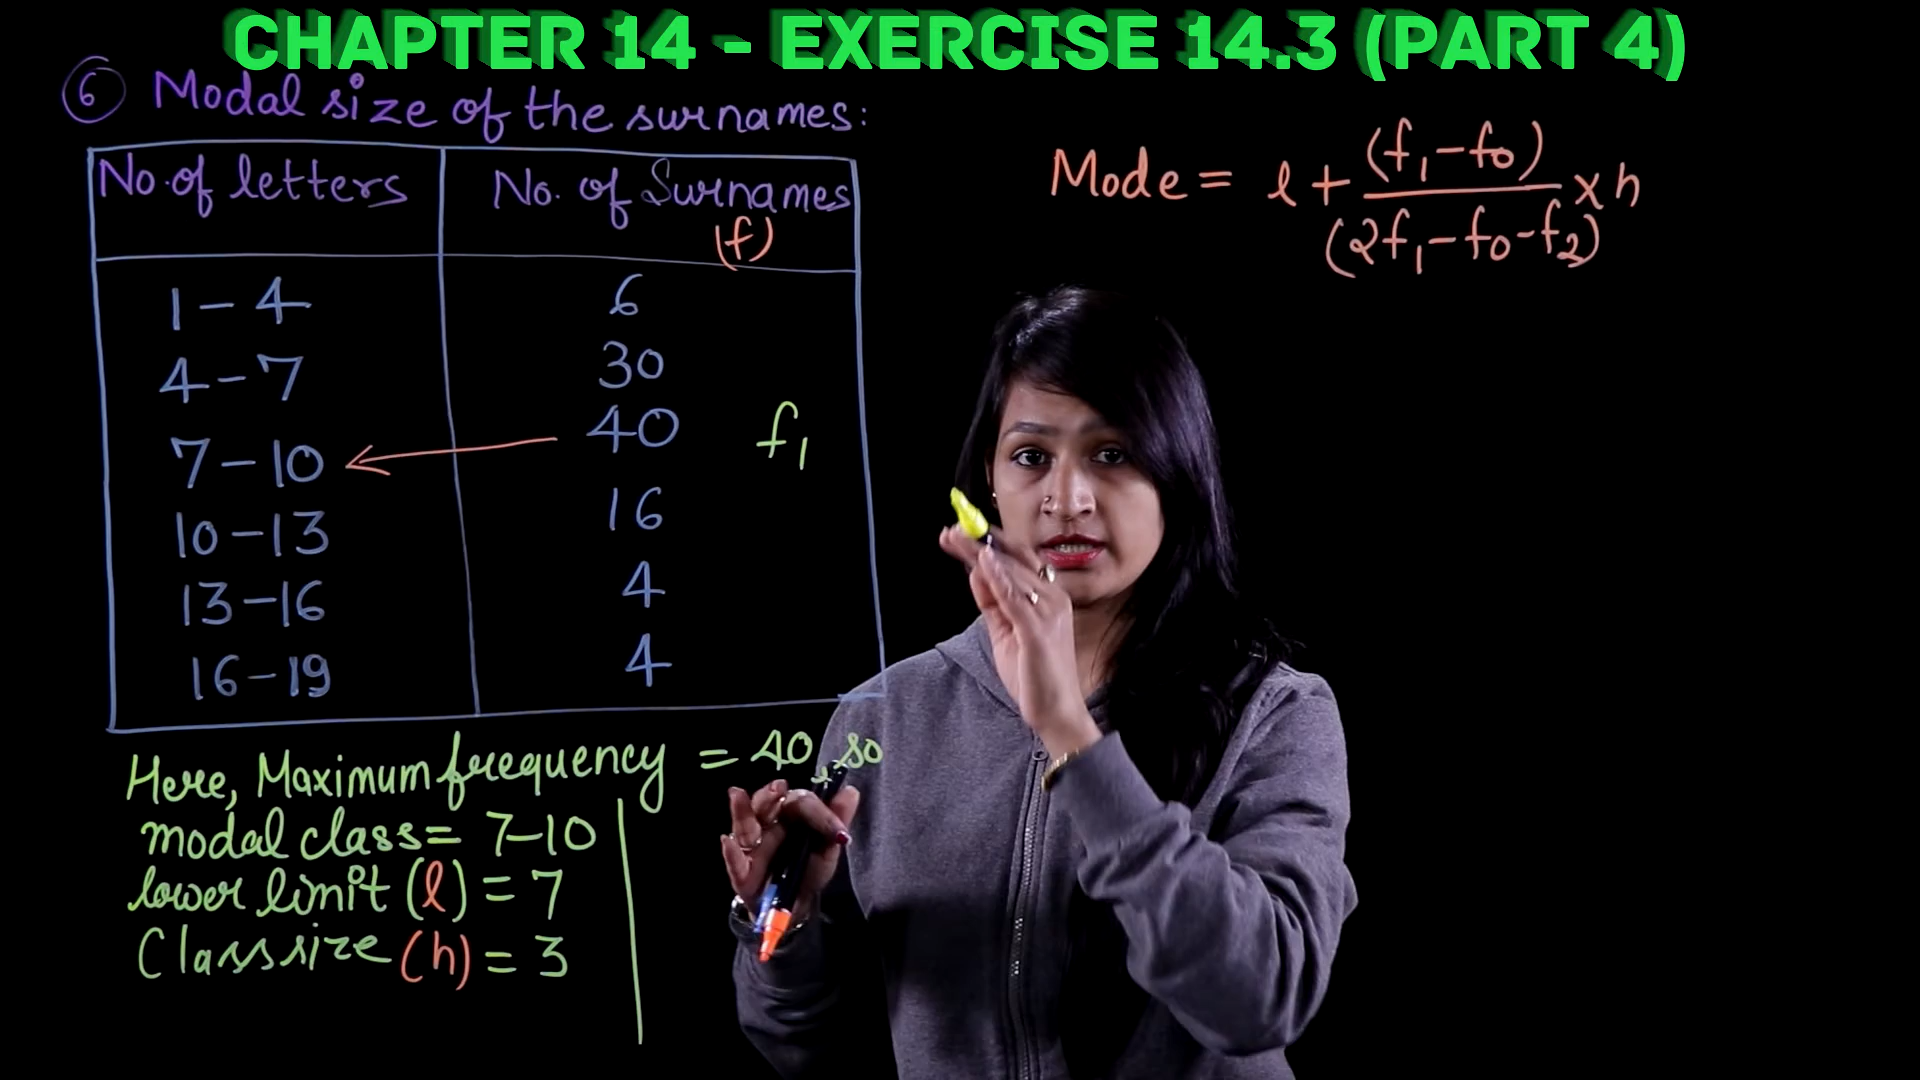 CHAPTER 14 - EXERCISE 14.3 (PART 4)
6 Modal size of the surnames:
No. of letters No. of Surnames (f)
1-4 6
4-7 30
7-10 40 f₁
10-13 16
13-16 4
16-19 4
Here, Maximum frequency = 40, so
modal class = 7-10
lower limit (l) = 7
Class size (h) = 3
Mode = l + (f₁-f₀)/(2f₁-f₀-f₂) x h